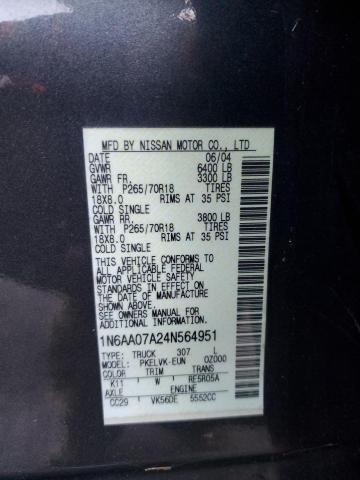 MFD BY NISSAN MOTOR CO., LTD
DATE 06/04
GVWR 6400 LB
GAWR FR. 3300 LB
WITH P265/70R18 TIRES
18X8.0 RIMS AT 35 PSI
COLD SINGLE
GAWR RR. 3800 LB
WITH P265/70R18 TIRES
18X8.0 RIMS AT 35 PSI
COLD SINGLE
THIS VEHICLE CONFORMS TO
ALL APPLICABLE FEDERAL
MOTOR VEHICLE SAFETY
STANDARDS IN EFFECT ON THE
DATE OF MANUFACTURE
SEE OWNERS MANUAL FOR
ADDITIONAL INFORMATION
1N6AA07A24N564951
TYPE: TRUCK 307 L
MODEL: PKELVK-EUN 0Z000
COLOR TRIM TRANS
K11 W RE5R05A
AXLE ENGINE
CC29 VK56DE 5552CC